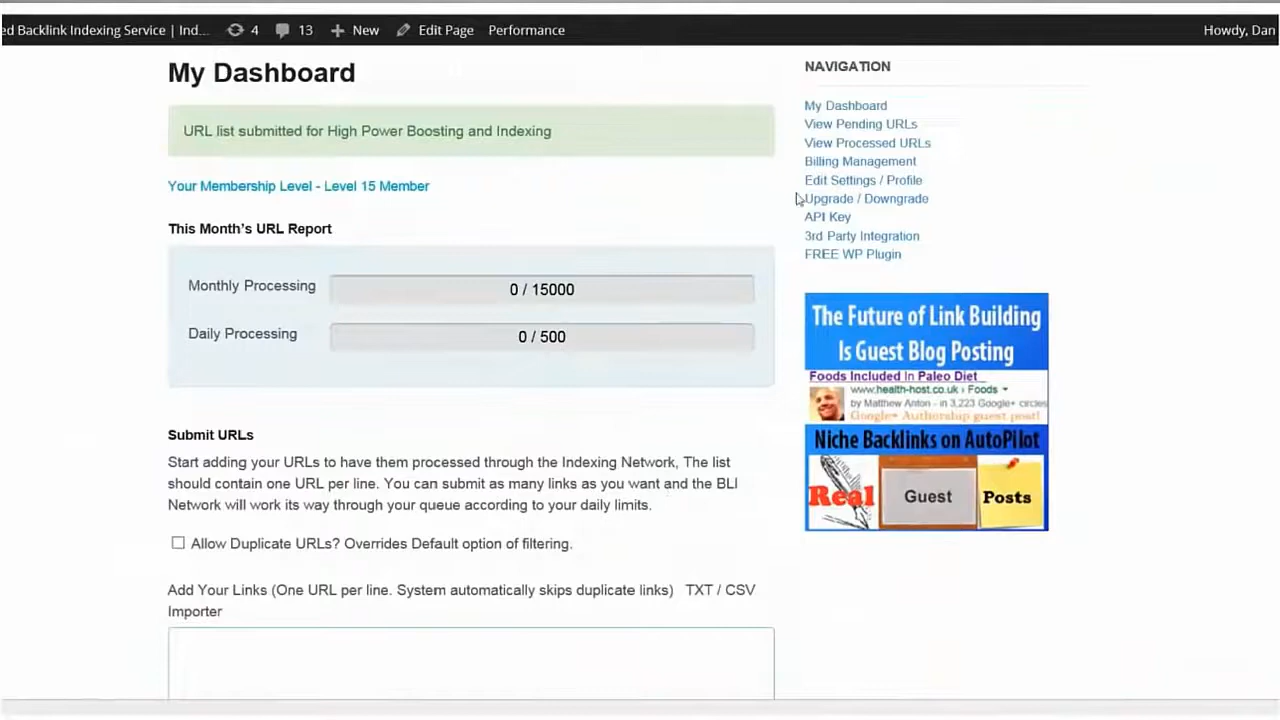 ed Backlink Indexing Service | Ind... 4 13 New Edit Page Performance Howdy, Dan
My Dashboard
URL list submitted for High Power Boosting and Indexing
Your Membership Level - Level 15 Member
This Month's URL Report
Monthly Processing 0 / 15000
Daily Processing 0 / 500
Submit URLs
Start adding your URLs to have them processed through the Indexing Network, The list
should contain one URL per line. You can submit as many links as you want and the BLI
Network will work its way through your queue according to your daily limits.
Allow Duplicate URLs? Overrides Default option of filtering.
Add Your Links (One URL per line. System automatically skips duplicate links) TXT / CSV
Importer
NAVIGATION
My Dashboard
View Pending URLs
View Processed URLs
Billing Management
Edit Settings / Profile
Upgrade / Downgrade
API Key
3rd Party Integration
FREE WP Plugin
The Future of Link Building
Is Guest Blog Posting
Foods Included In Paleo Diet
www.health-host.co.uk › Foods
by Matthew Anton - in 3,223 Google+ circles
Google+ Authorship guest post!
Niche Backlinks on AutoPilot
Real Guest Posts